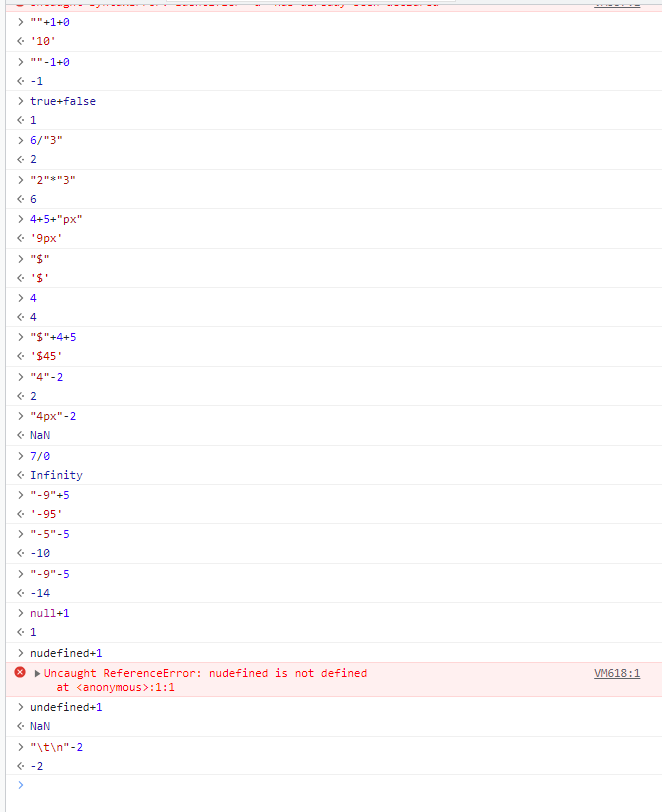 > ""+1+0
<· '10'
> ""-1+0
<· -1
> true+false
<· 1
> 6/"3"
<· 2
> "2"*"3"
<· 6
> 4+5+"px"
<· '9px'
> "$"
<· '$'
> 4
<· 4
> "$"+4+5
<· '$45'
> "4"-2
<· 2
> "4px"-2
<· NaN
> 7/0
<· Infinity
> "-9"+5
<· '-95'
> "-5"-5
<· -10
> "-9"-5
<· -14
> null+1
<· 1
> nudefined+1
▶Uncaught ReferenceError: nudefined is not defined VM618:1
at <anonymous>:1:1
> undefined+1
<· NaN
> "\t\n"-2
<· -2
>